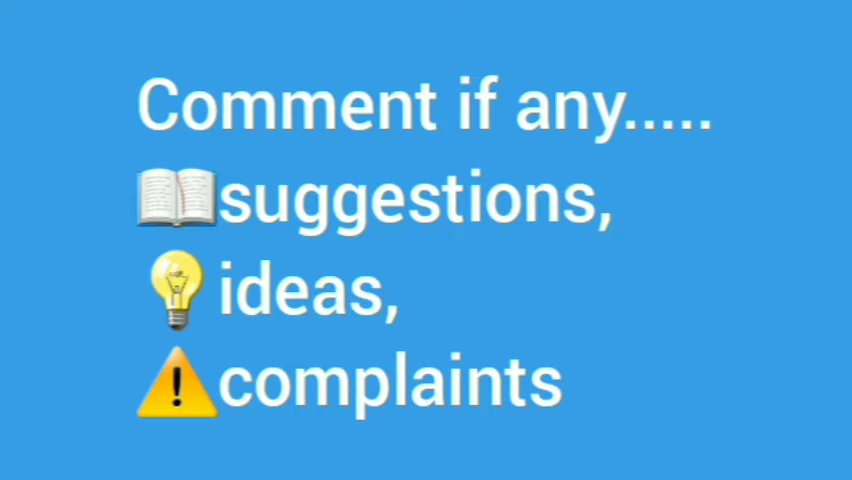 Comment if any.....
📖suggestions,
💡ideas,
⚠️complaints